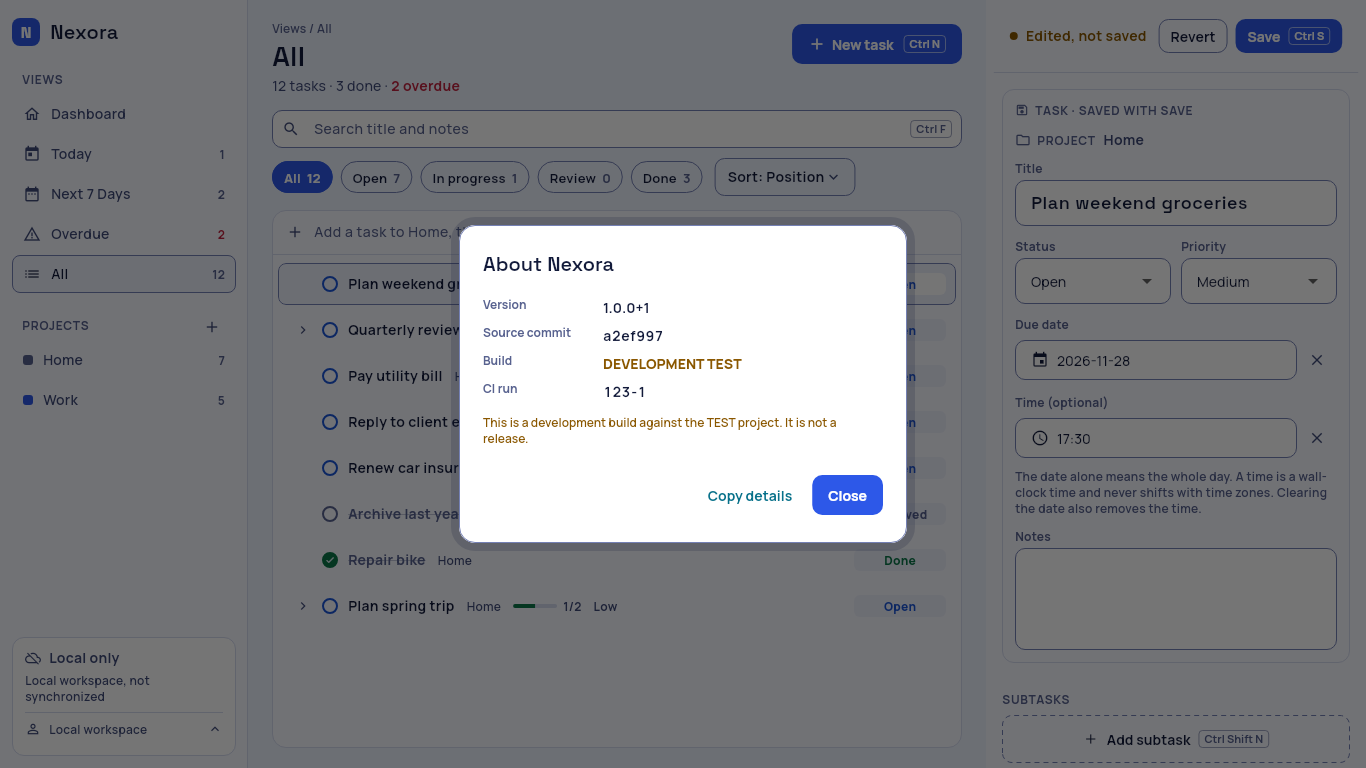 N Nexora
VIEWS
Dashboard
Today 1
Next 7 Days 2
Overdue 2
All 12
PROJECTS
Home 7
Work 5
Local only
Local workspace, not
synchronized
Local workspace
Views / All
All
12 tasks · 3 done · 2 overdue
New task Ctrl N
Search title and notes Ctrl F
All 12
Open 7
In progress 1
Review 0
Done 3
Sort: Position
Add a task to Home,
Plan weekend
Quarterly review
Pay utility bill
Reply to client
Renew car
Archive last
Repair bike Home Done
Plan spring trip Home 1/2 Low Open
About Nexora
Version 1.0.0+1
Source commit a2ef997
Build DEVELOPMENT TEST
CI run 123-1
This is a development build against the TEST project. It is not a
release.
Copy details
Close
Edited, not saved
Revert
Save Ctrl S
TASK · SAVED WITH SAVE
PROJECT Home
Title
Plan weekend groceries
Status Priority
Open Medium
Due date
2026-11-28
Time (optional)
17:30
The date alone means the whole day. A time is a wall-
clock time and never shifts with time zones. Clearing
the date also removes the time.
Notes
SUBTASKS
Add subtask Ctrl Shift N